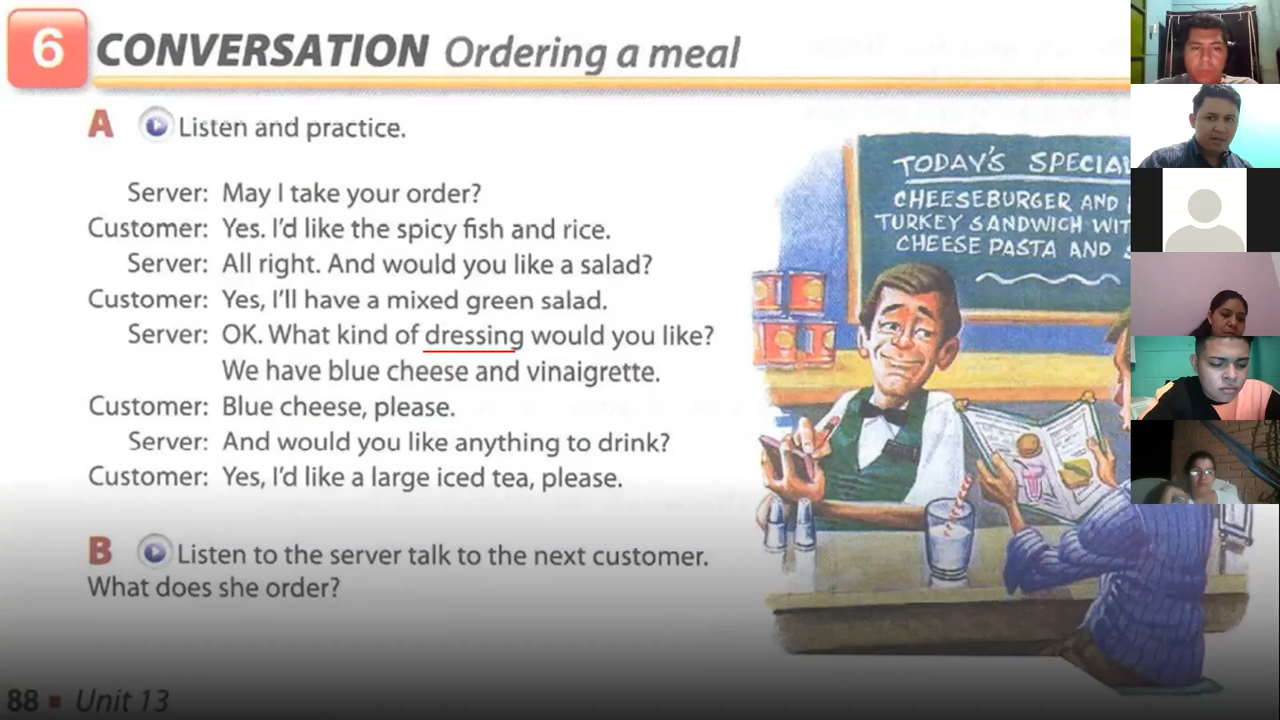 6 CONVERSATION Ordering a meal
A Listen and practice.
Server: May I take your order?
Customer: Yes. I'd like the spicy fish and rice.
Server: All right. And would you like a salad?
Customer: Yes, I'll have a mixed green salad.
Server: OK. What kind of dressing would you like?
We have blue cheese and vinaigrette.
Customer: Blue cheese, please.
Server: And would you like anything to drink?
Customer: Yes, I'd like a large iced tea, please.
B Listen to the server talk to the next customer.
What does she order?
88 ▪ Unit 13
TODAY'S SPECIA
CHEESEBURGER AND
TURKEY SANDWICH WIT
CHEESE PASTA AND